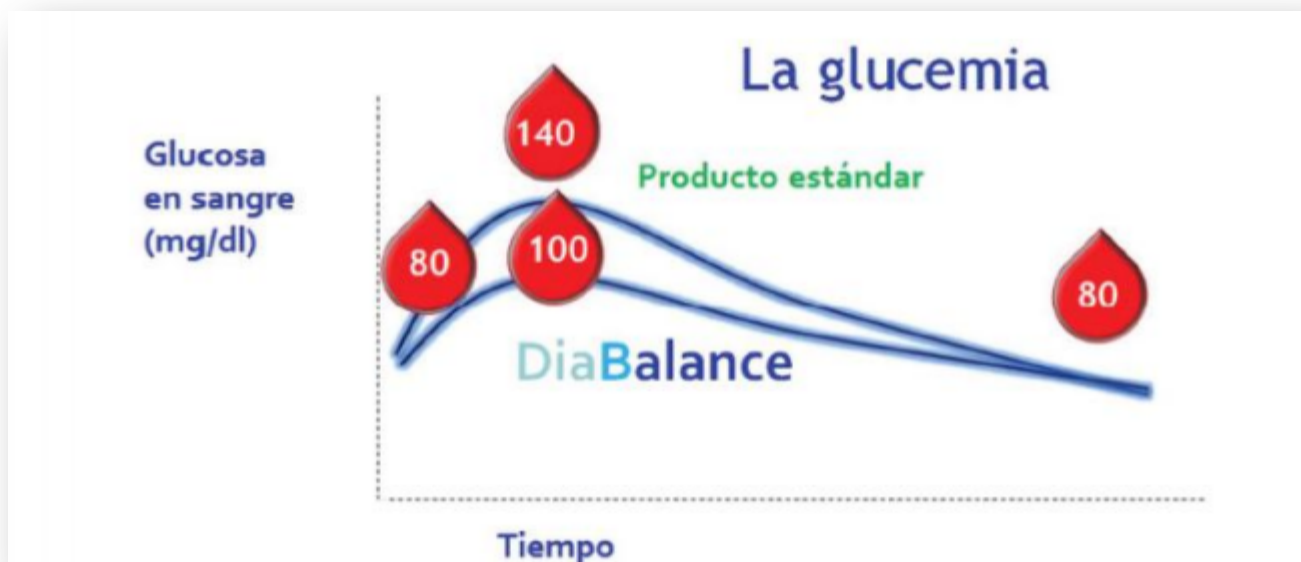 La glucemia
Glucosa
en sangre
(mg/dl)
140
Producto estándar
80
100
80
DiaBalance
Tiempo